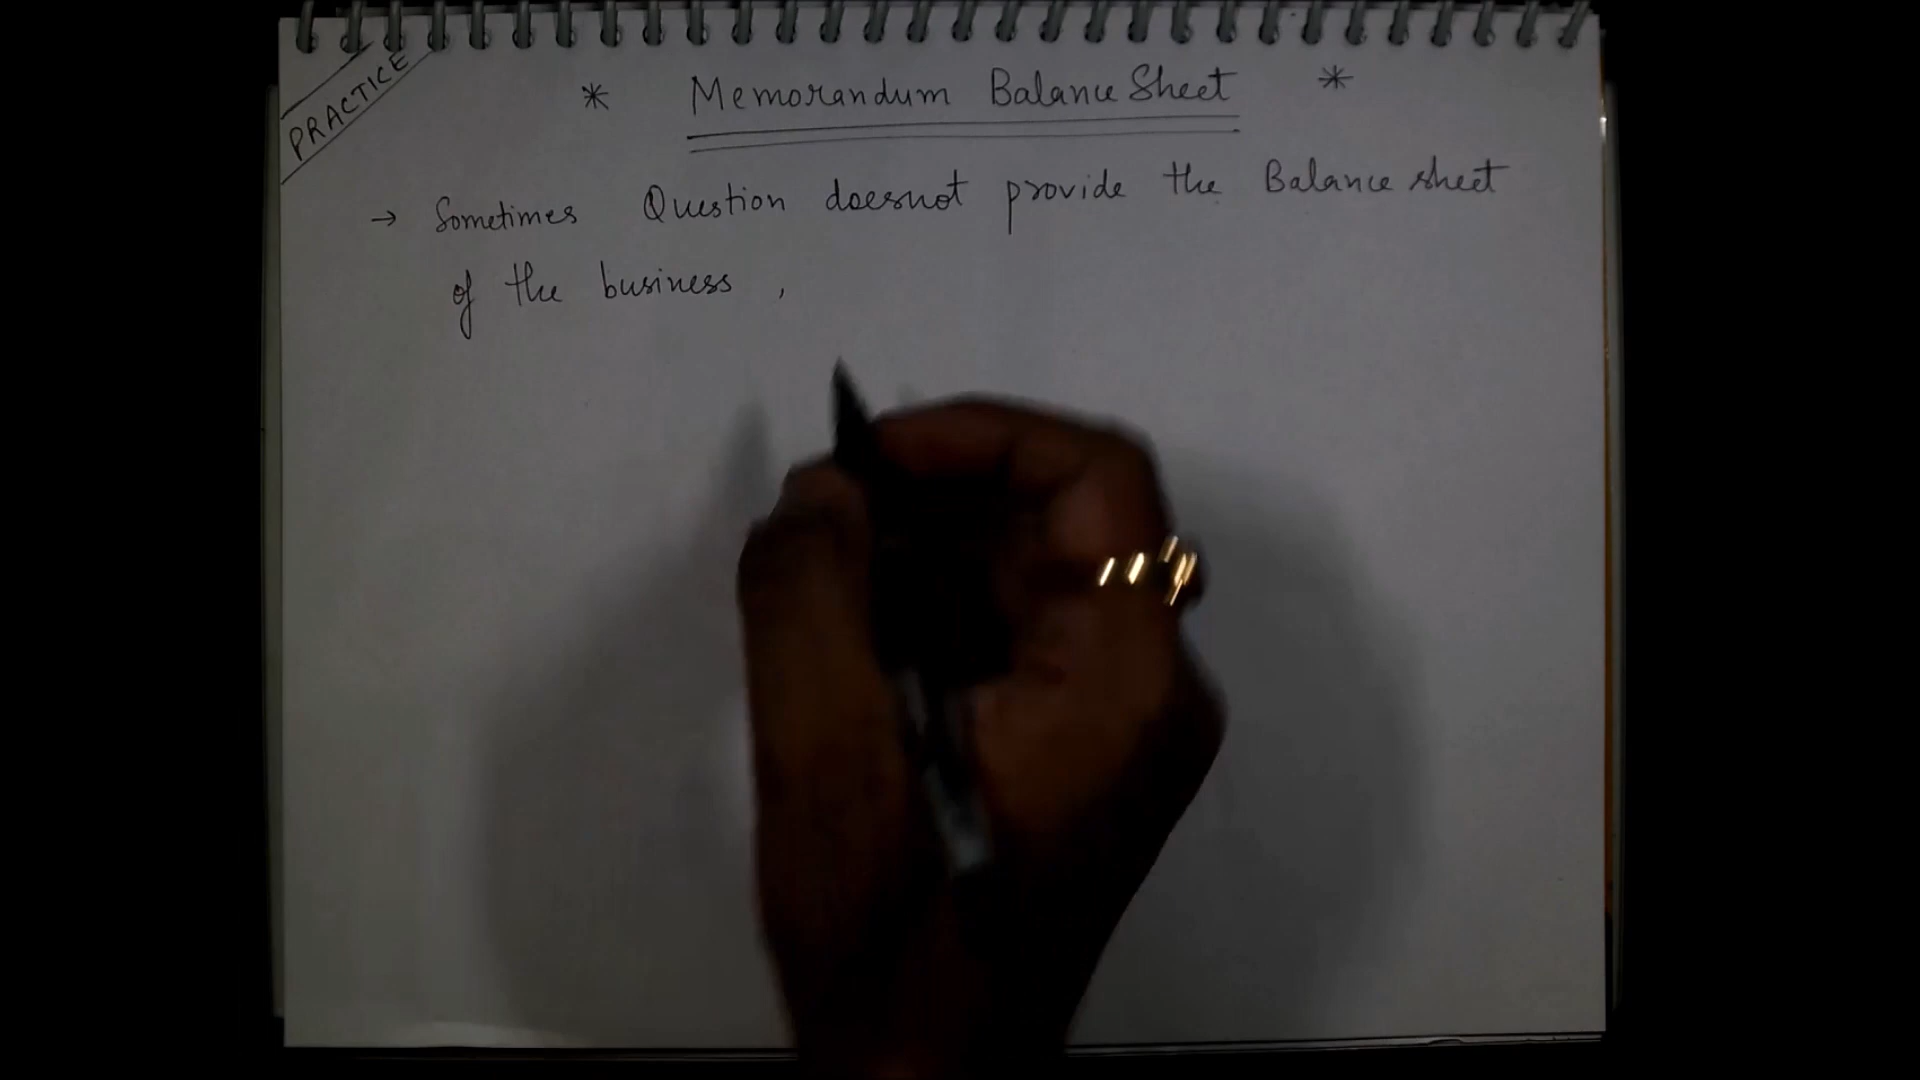 PRACTICE
* Memorandum Balance Sheet *
→ Sometimes Question doesnot provide the Balance sheet
of the business ,